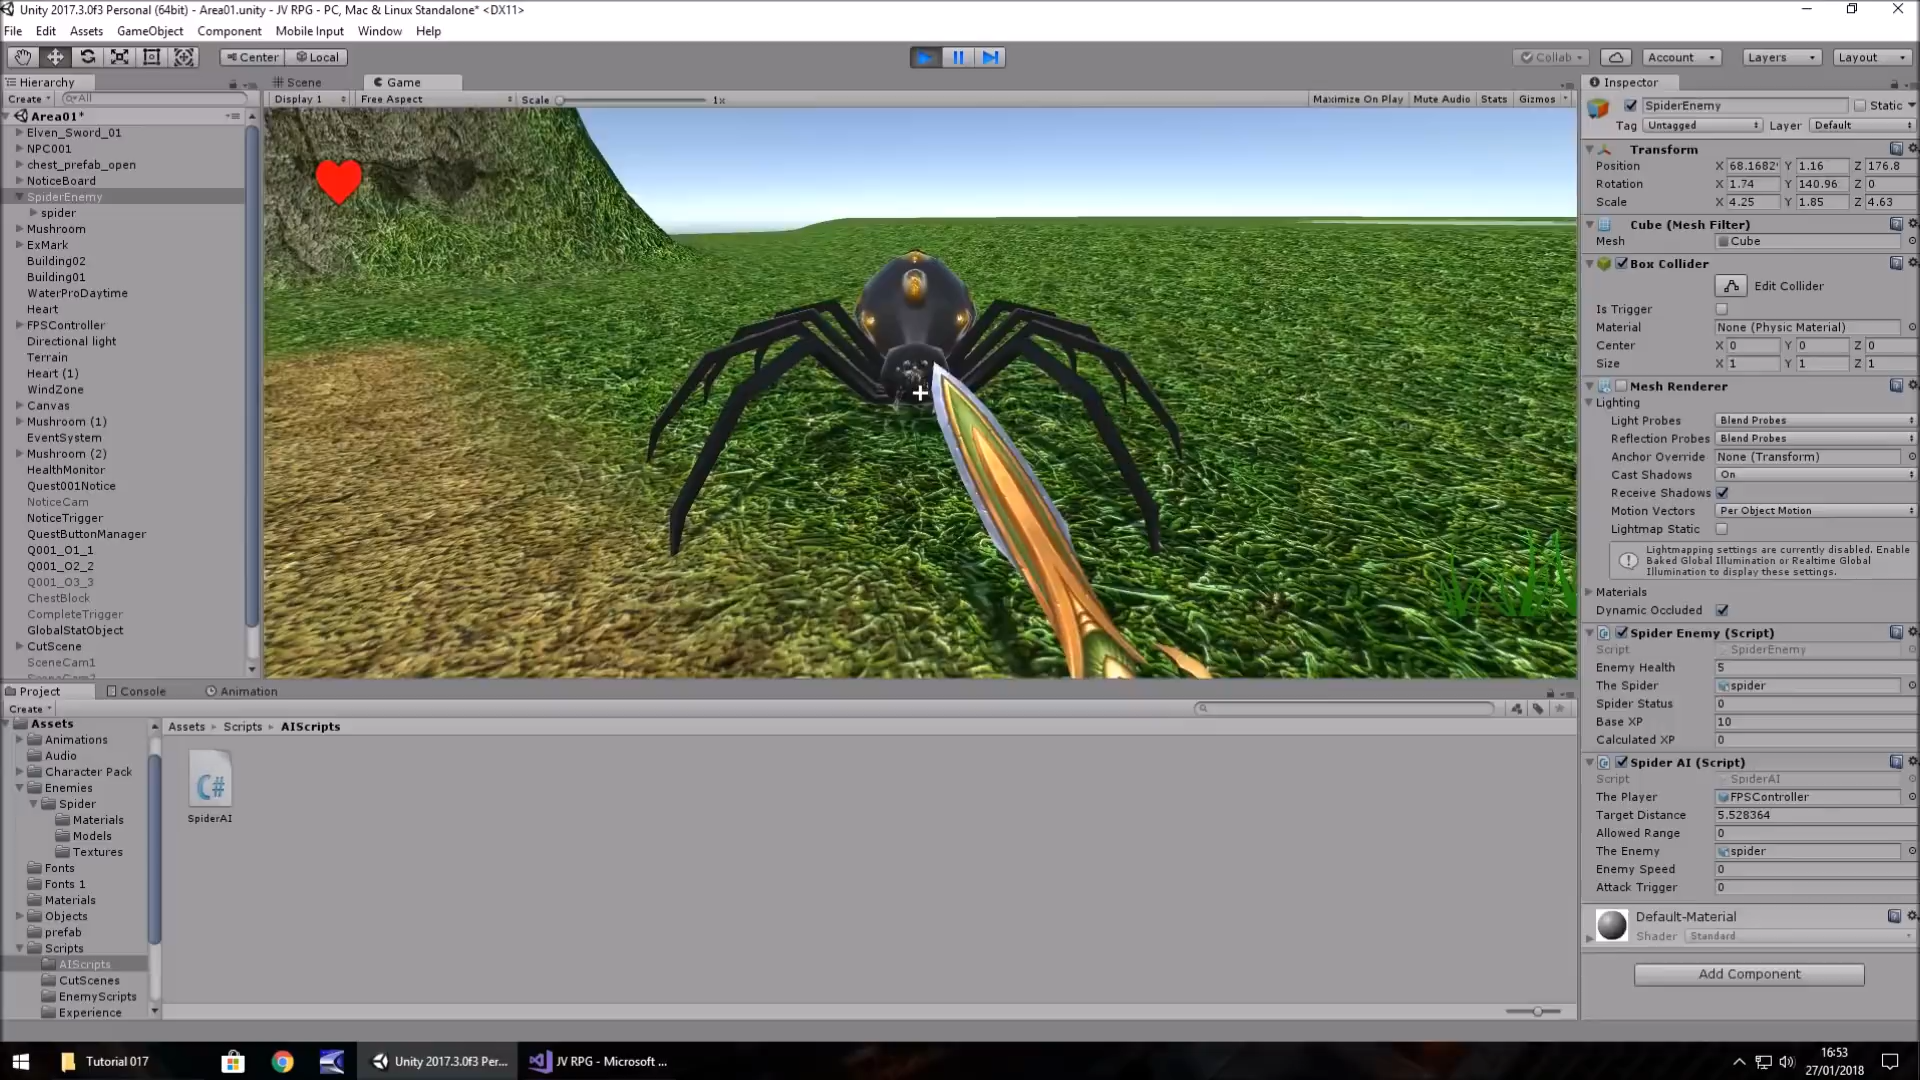 Unity 2017.3.0f3 Personal (64bit) - Area01.unity - JV RPG - PC, Mac & Linux Standalone* <DX11>
File Edit Assets GameObject Component Mobile Input Window Help
Center Local Collab Account Layers Layout
Hierarchy
Create All
Area01*
Elven_Sword_01
NPC001
chest_prefab_open
NoticeBoard
SpiderEnemy
spider
Mushroom
ExMark
Building02
Building01
WaterProDaytime
Heart
FPSController
Directional light
Terrain
Heart (1)
WindZone
Canvas
Mushroom (1)
EventSystem
Mushroom (2)
HealthMonitor
Quest001Notice
NoticeCam
NoticeTrigger
QuestButtonManager
Q001_O1_1
Q001_O2_2
Q001_O3_3
ChestBlock
CompleteTrigger
GlobalStatObject
CutScene
SceneCam1
Scene Game
Display 1 Free Aspect Scale 1x Maximize On Play Mute Audio Stats Gizmos
Inspector
SpiderEnemy Static
Tag Untagged Layer Default
Transform
Position X 68.1682 Y 1.16 Z 176.8
Rotation X 1.74 Y 140.96 Z 0
Scale X 4.25 Y 1.85 Z 4.63
Cube (Mesh Filter)
Mesh Cube
Box Collider
Edit Collider
Is Trigger
Material None (Physic Material)
Center X 0 Y 0 Z 0
Size X 1 Y 1 Z 1
Mesh Renderer
Lighting
Light Probes Blend Probes
Reflection Probes Blend Probes
Anchor Override None (Transform)
Cast Shadows On
Receive Shadows
Motion Vectors Per Object Motion
Lightmap Static
Lightmapping settings are currently disabled. Enable
Baked Global Illumination or Realtime Global
Illumination to display these settings.
Materials
Dynamic Occluded
Spider Enemy (Script)
Script SpiderEnemy
Enemy Health 5
The Spider spider
Spider Status 0
Base XP 10
Calculated XP 0
Spider AI (Script)
Script SpiderAI
The Player FPSController
Target Distance 5.528364
Allowed Range 0
The Enemy spider
Enemy Speed 0
Attack Trigger 0
Default-Material
Shader Standard
Add Component
Project Console Animation
Create
Assets
Animations
Audio
Character Pack
Enemies
Spider
Materials
Models
Textures
Fonts
Fonts 1
Materials
Objects
prefab
Scripts
AIScripts
CutScenes
EnemyScripts
Experience
Assets Scripts AIScripts
C#
SpiderAI
Tutorial 017
Unity 2017.3.0f3 Per...
JV RPG - Microsoft ...
16:53
27/01/2018